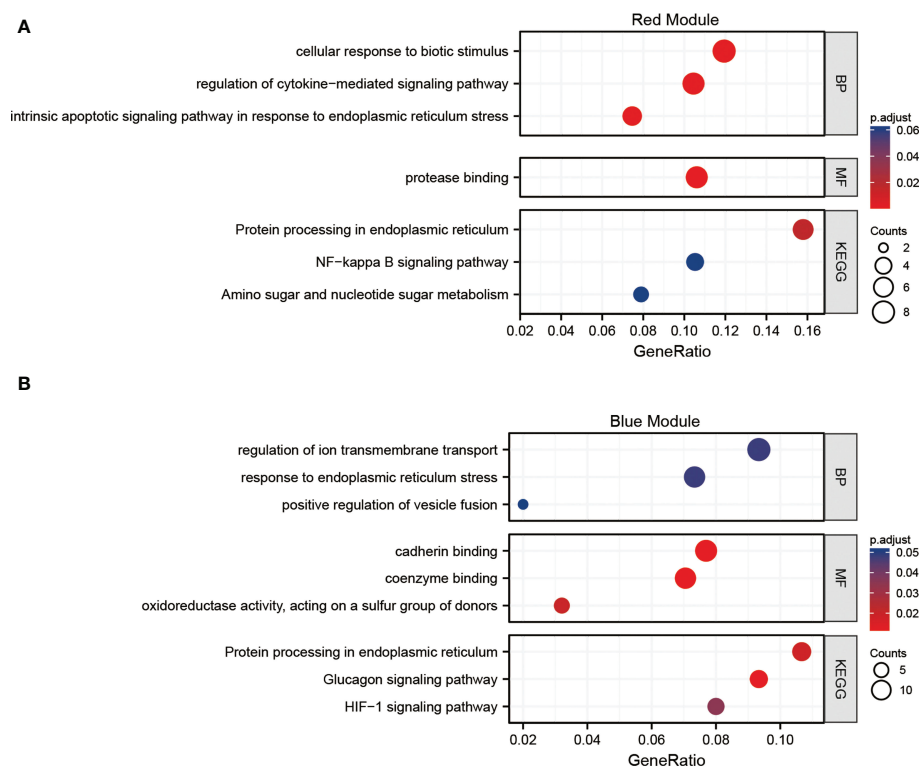 A
Red Module
cellular response to biotic stimulus
regulation of cytokine−mediated signaling pathway
intrinsic apoptotic signaling pathway in response to endoplasmic reticulum stress
BP
protease binding
MF
Protein processing in endoplasmic reticulum
NF−kappa B signaling pathway
Amino sugar and nucleotide sugar metabolism
KEGG
0.02 0.04 0.06 0.08 0.10 0.12 0.14 0.16
GeneRatio
p.adjust
0.06
0.04
0.02
Counts
2
4
6
8
B
Blue Module
regulation of ion transmembrane transport
response to endoplasmic reticulum stress
positive regulation of vesicle fusion
BP
cadherin binding
coenzyme binding
oxidoreductase activity, acting on a sulfur group of donors
MF
Protein processing in endoplasmic reticulum
Glucagon signaling pathway
HIF−1 signaling pathway
KEGG
0.02 0.04 0.06 0.08 0.10
GeneRatio
p.adjust
0.05
0.04
0.03
0.02
Counts
5
10